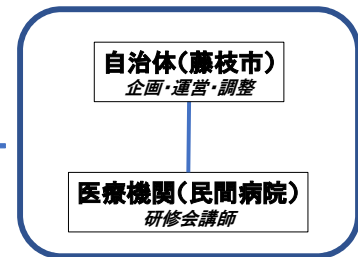 自治体（藤枝市）
企画・運営・調整
医療機関（民間病院）
研修会講師